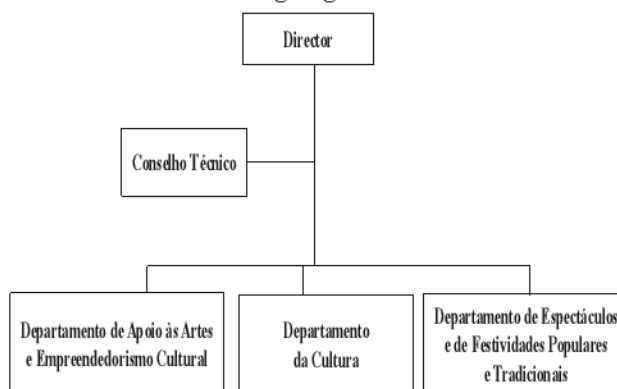 Director
Conselho Técnico
Departamento de Apoio às Artes
e Empreendedorismo Cultural
Departamento
da Cultura
Departamento de Espectáculos
e de Festividades Populares
e Tradicionais